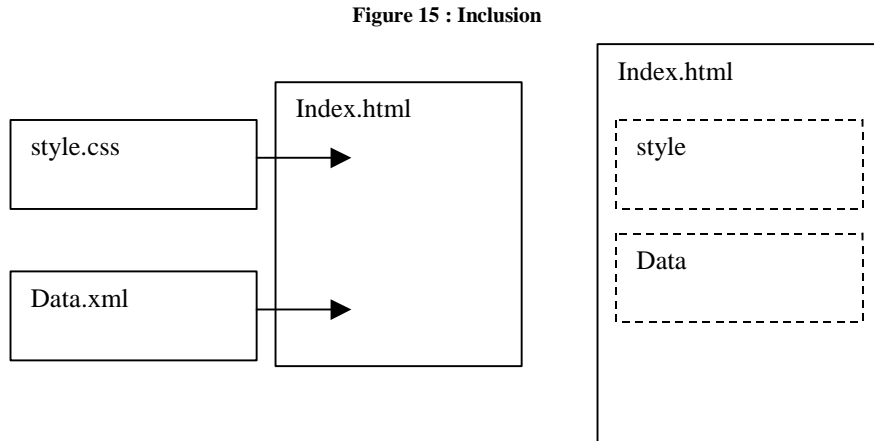 Figure 15 : Inclusion
Index.html
style.css
Data.xml
Index.html
style
Data